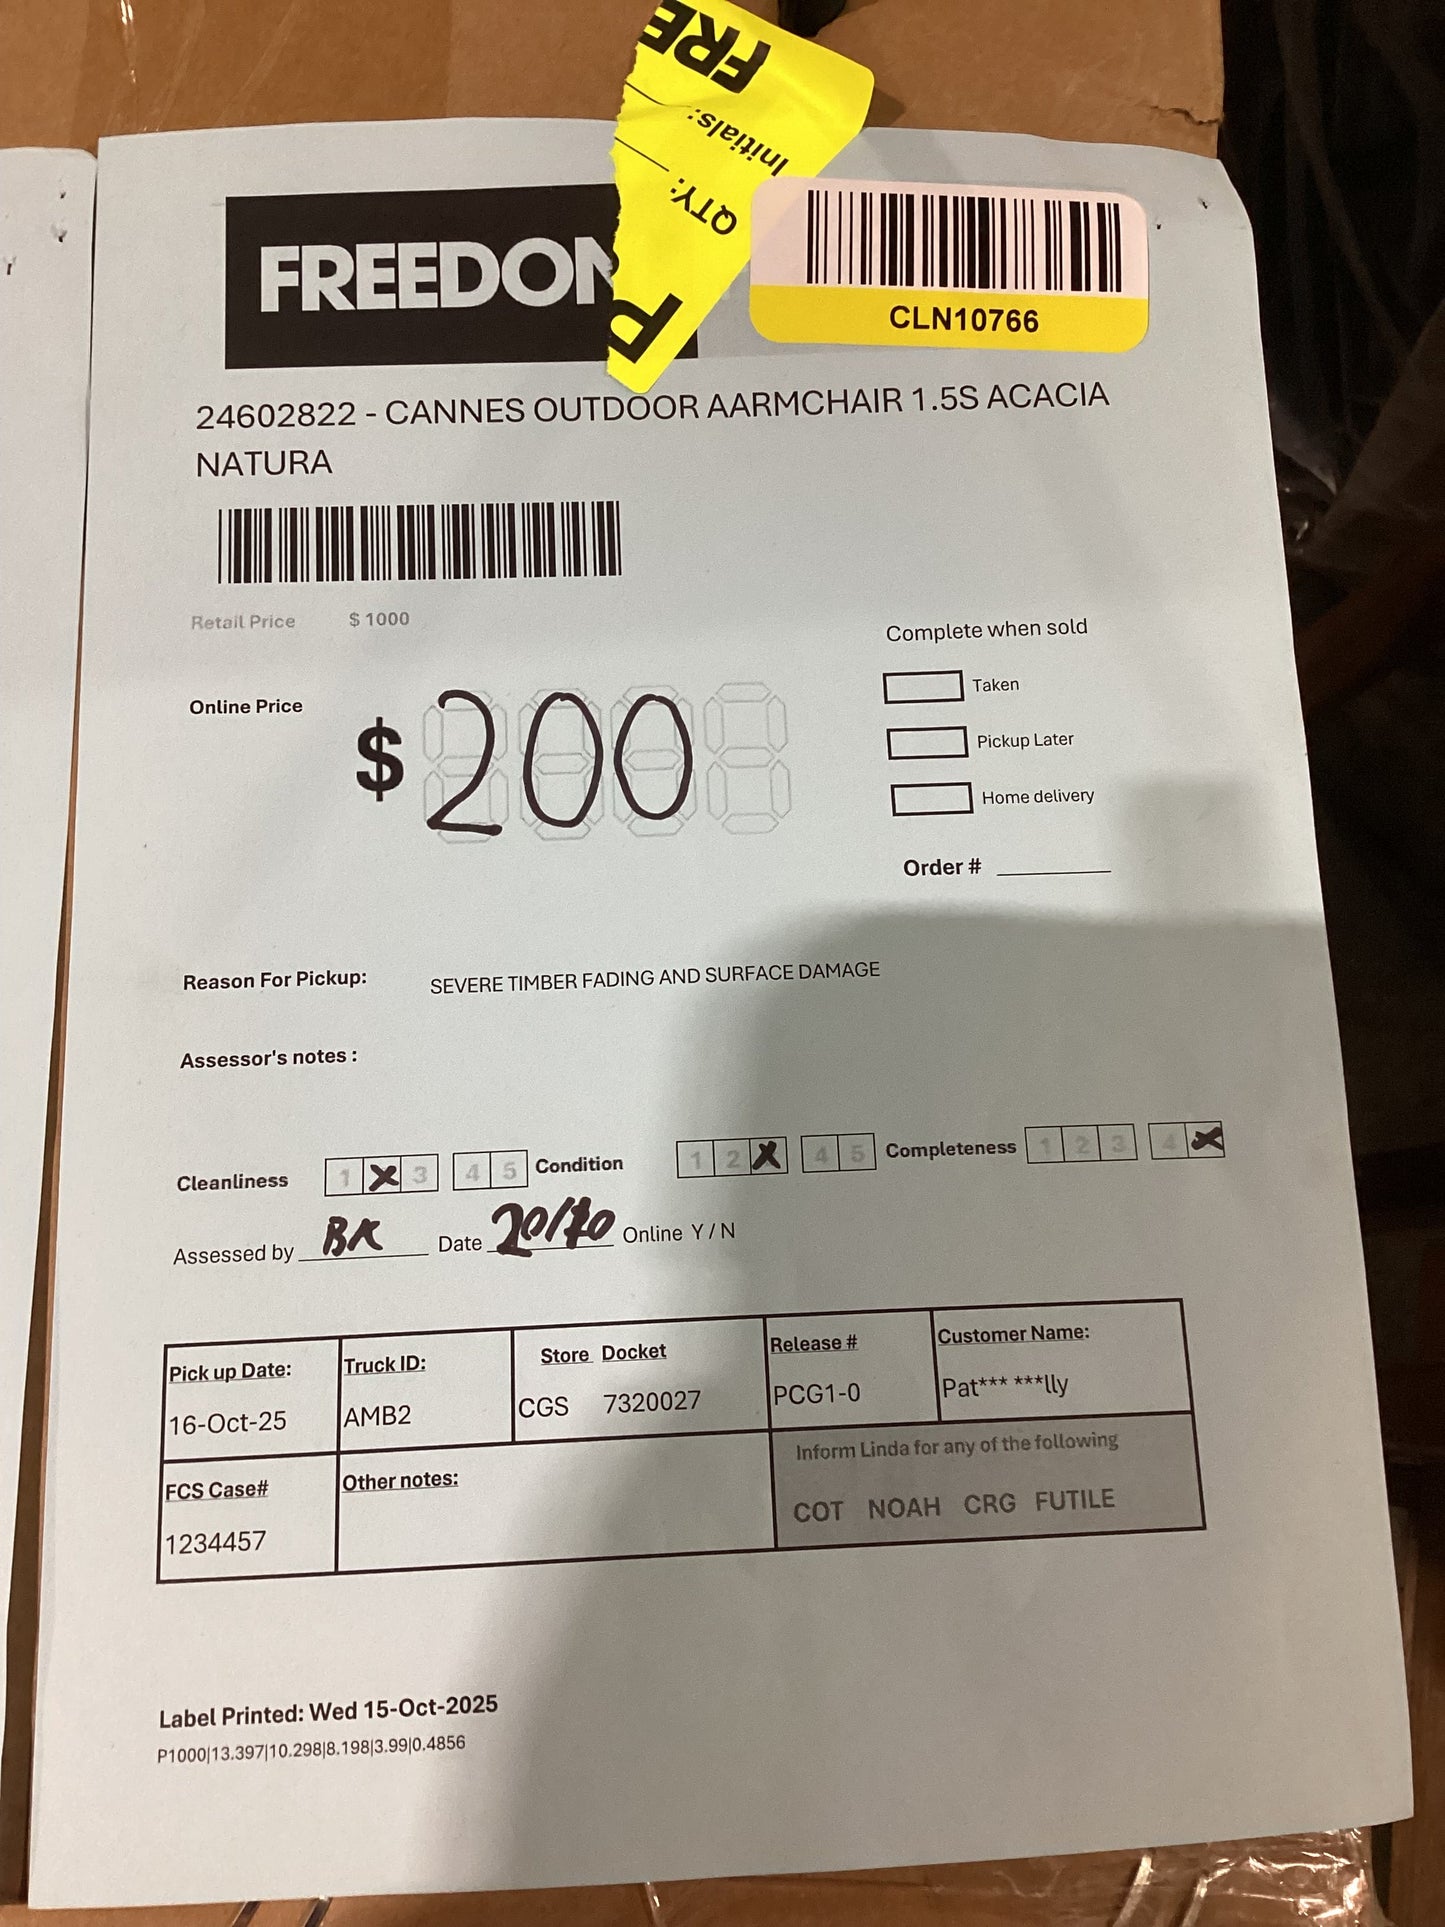 FRE
Initials:
QTY:
P
FREEDOM
CLN10766
24602822 - CANNES OUTDOOR AARMCHAIR 1.5S ACACIA
NATURA
Retail Price $ 1000
Complete when sold
Taken
Online Price $ 200
Pickup Later
Home delivery
Order #
Reason For Pickup: SEVERE TIMBER FADING AND SURFACE DAMAGE
Assessor's notes :
Cleanliness 1 X 3 4 5 Condition 1 2 X 4 5 Completeness 1 2 3 4 X
Assessed by BK Date 20/10 Online Y / N
Pick up Date: Truck ID: Store Docket Release # Customer Name:
16-Oct-25 AMB2 CGS 7320027 PCG1-0 Pat*** ***lly
FCS Case# Other notes: Inform Linda for any of the following
1234457 COT NOAH CRG FUTILE
Label Printed: Wed 15-Oct-2025
P1000|13.397|10.298|8.198|3.99|0.4856